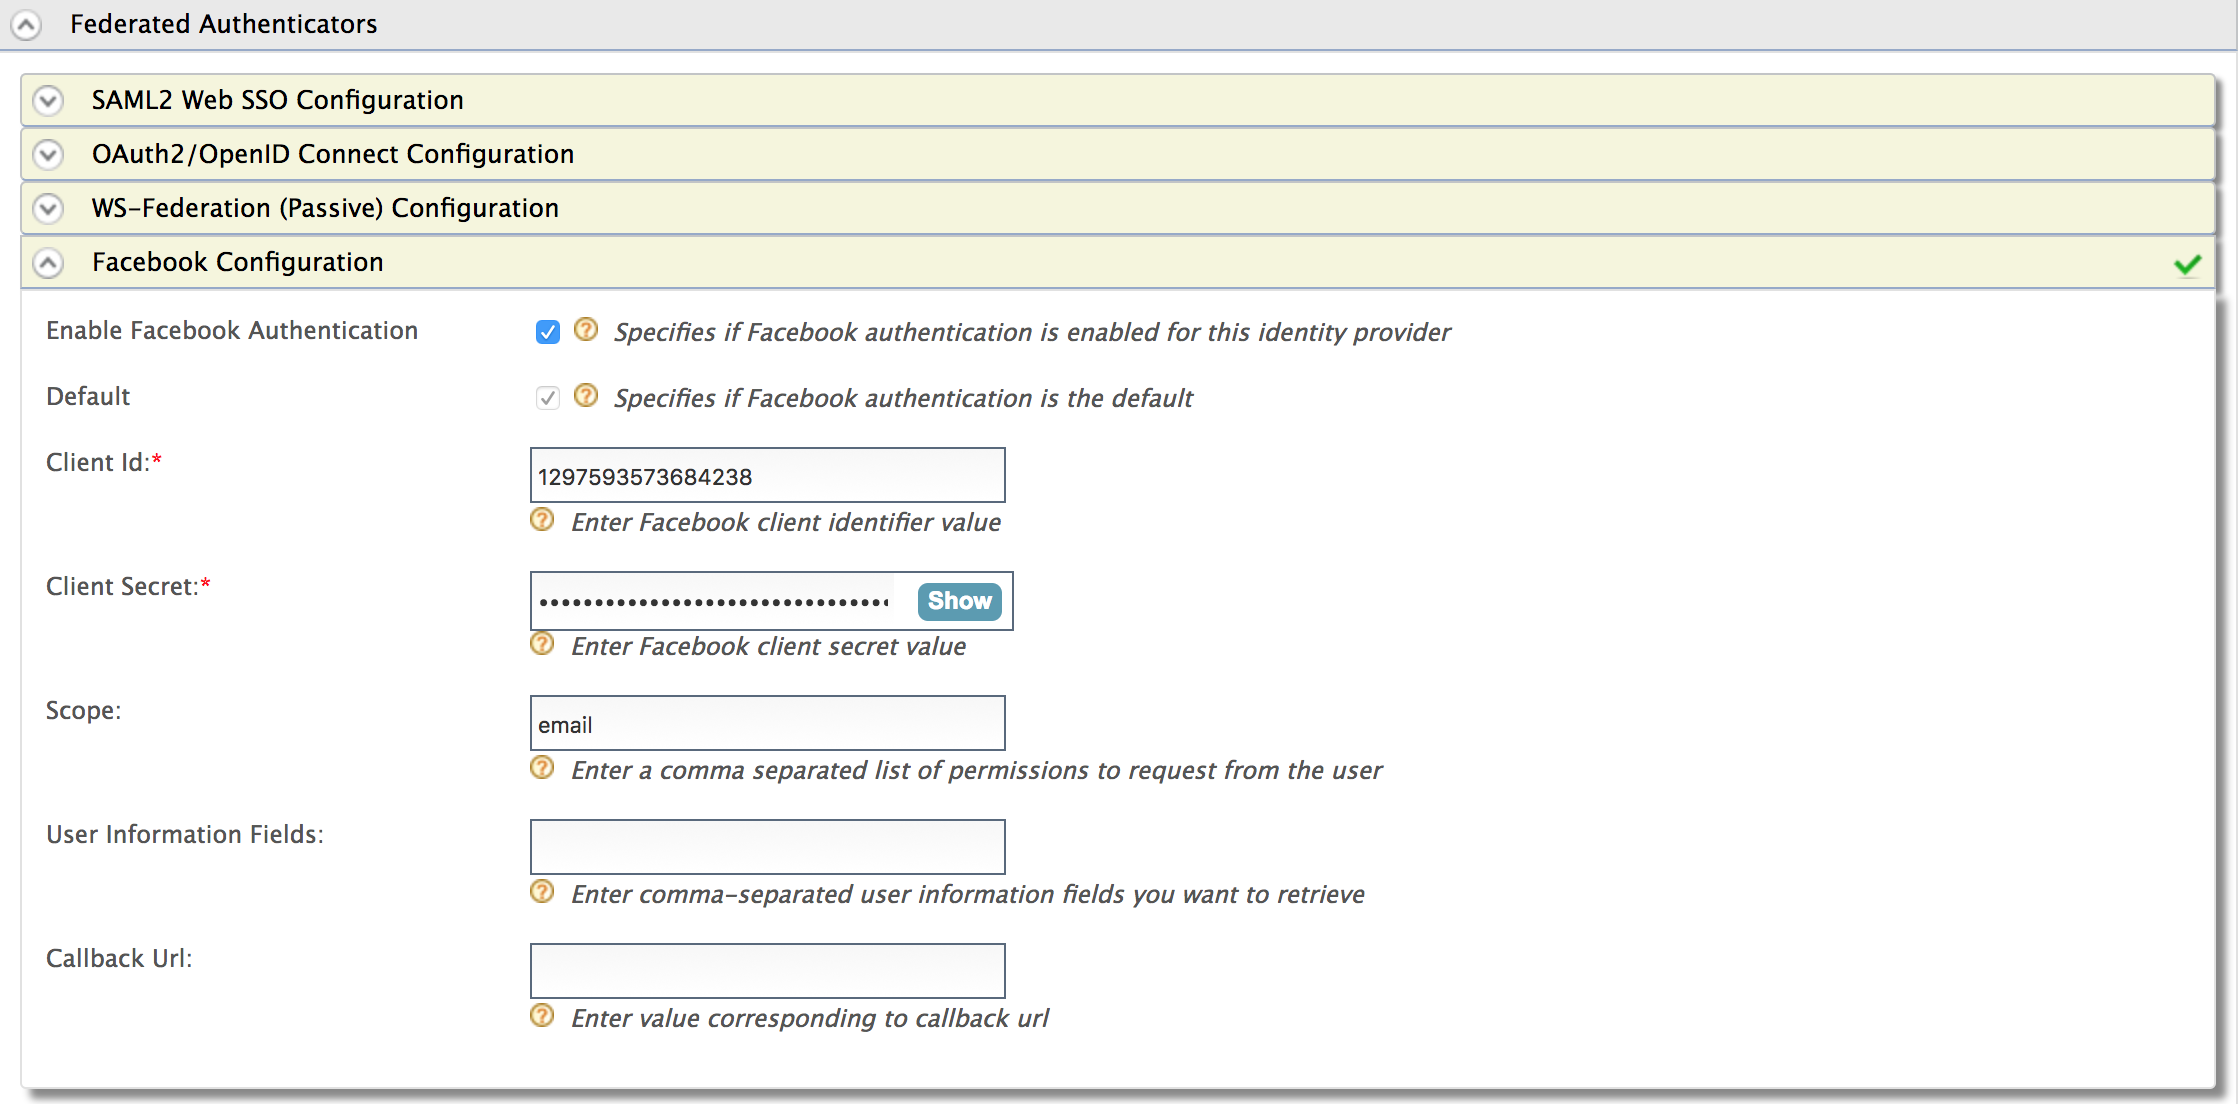 Federated Authenticators
SAML2 Web SSO Configuration
OAuth2/OpenID Connect Configuration
WS-Federation (Passive) Configuration
Facebook Configuration
Enable Facebook Authentication
Specifies if Facebook authentication is enabled for this identity provider
Default
Specifies if Facebook authentication is the default
Client Id:*
1297593573684238
Enter Facebook client identifier value
Client Secret:*
Show
Enter Facebook client secret value
Scope:
email
Enter a comma separated list of permissions to request from the user
User Information Fields:
Enter comma-separated user information fields you want to retrieve
Callback Url:
Enter value corresponding to callback url